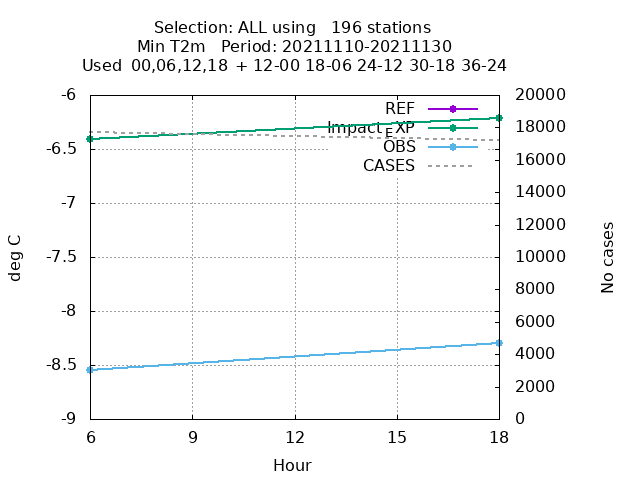 Selection: ALL using   196 stations
Min T2m   Period: 20211110-20211130
Used  00,06,12,18 + 12-00 18-06 24-12 30-18 36-24
REF
Impact_EXP
OBS
CASES
-6
-6.5
-7
-7.5
-8
-8.5
-9
20000
18000
16000
14000
12000
10000
8000
6000
4000
2000
0
6
9
12
15
18
deg C
No cases
Hour